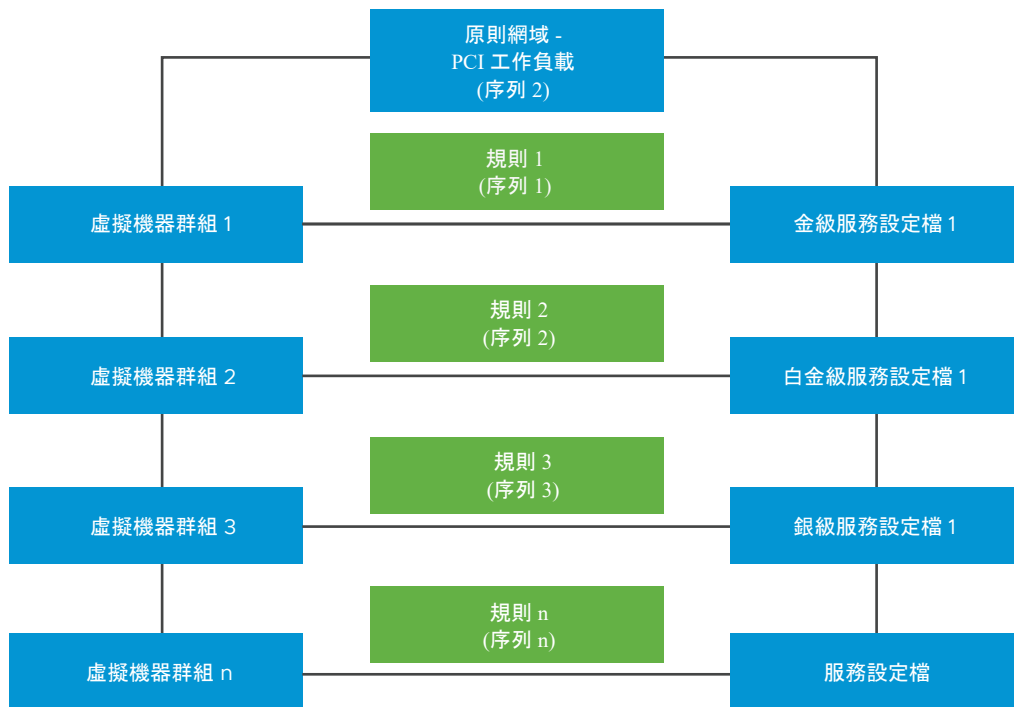 原則網域 -
PCI 工作負載
(序列 2)
規則 1
(序列 1)
虛擬機器群組 1
金級服務設定檔 1
規則 2
(序列 2)
虛擬機器群組 2
白金級服務設定檔 1
規則 3
(序列 3)
虛擬機器群組 3
銀級服務設定檔 1
規則 n
(序列 n)
虛擬機器群組 n
服務設定檔